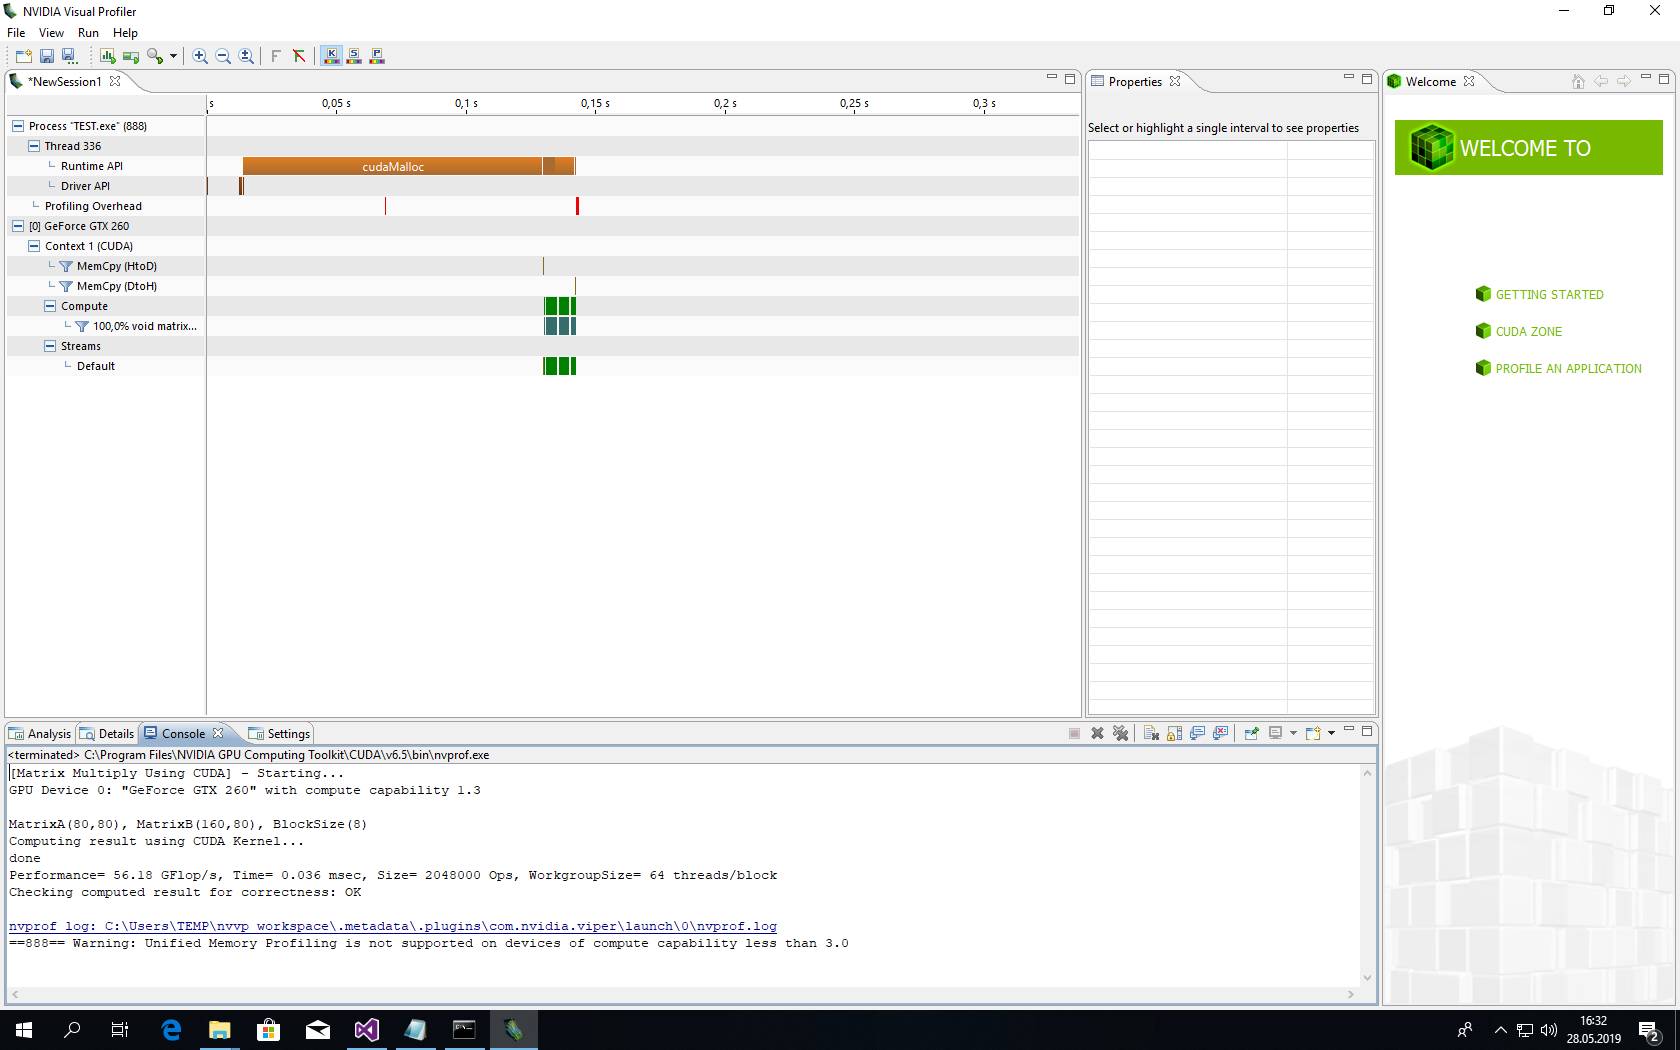 NVIDIA Visual Profiler
File View Run Help
*NewSession1
s 0,05 s 0,1 s 0,15 s 0,2 s 0,25 s 0,3 s
Process "TEST.exe" (888)
Thread 336
Runtime API
cudaMalloc
Driver API
Profiling Overhead
[0] GeForce GTX 260
Context 1 (CUDA)
MemCpy (HtoD)
MemCpy (DtoH)
Compute
100,0% void matrix...
Streams
Default
Properties
Select or highlight a single interval to see properties
Welcome
WELCOME TO
GETTING STARTED
CUDA ZONE
PROFILE AN APPLICATION
Analysis Details Console Settings
<terminated> C:\Program Files\NVIDIA GPU Computing Toolkit\CUDA\v6.5\bin\nvprof.exe
[Matrix Multiply Using CUDA] - Starting...
GPU Device 0: "GeForce GTX 260" with compute capability 1.3
MatrixA(80,80), MatrixB(160,80), BlockSize(8)
Computing result using CUDA Kernel...
done
Performance= 56.18 GFlop/s, Time= 0.036 msec, Size= 2048000 Ops, WorkgroupSize= 64 threads/block
Checking computed result for correctness: OK
nvprof log: C:\Users\TEMP\nvvp_workspace\.metadata\.plugins\com.nvidia.viper\launch\0\nvprof.log
==888== Warning: Unified Memory Profiling is not supported on devices of compute capability less than 3.0
16:32
28.05.2019
2